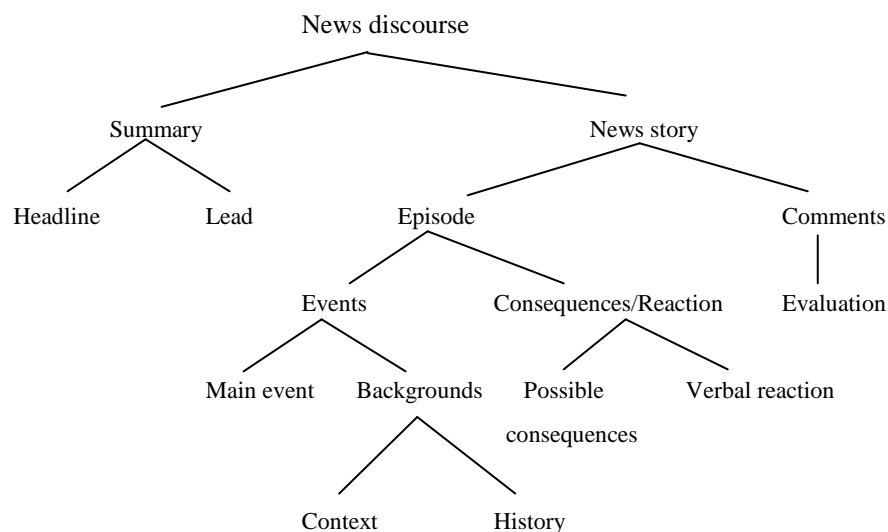 News discourse
Summary
News story
Headline
Lead
Episode
Comments
Events
Consequences/Reaction
Evaluation
Main event
Backgrounds
Possible
consequences
Verbal reaction
Context
History